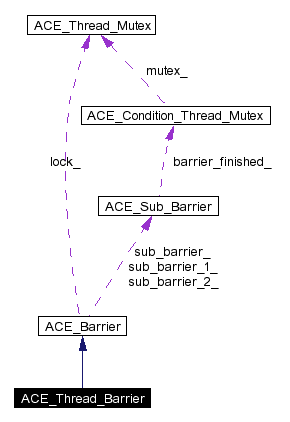 ACE_Thread_Mutex
mutex_
ACE_Condition_Thread_Mutex
lock_
barrier_finished_
ACE_Sub_Barrier
sub_barrier_
sub_barrier_1_
sub_barrier_2_
ACE_Barrier
ACE_Thread_Barrier